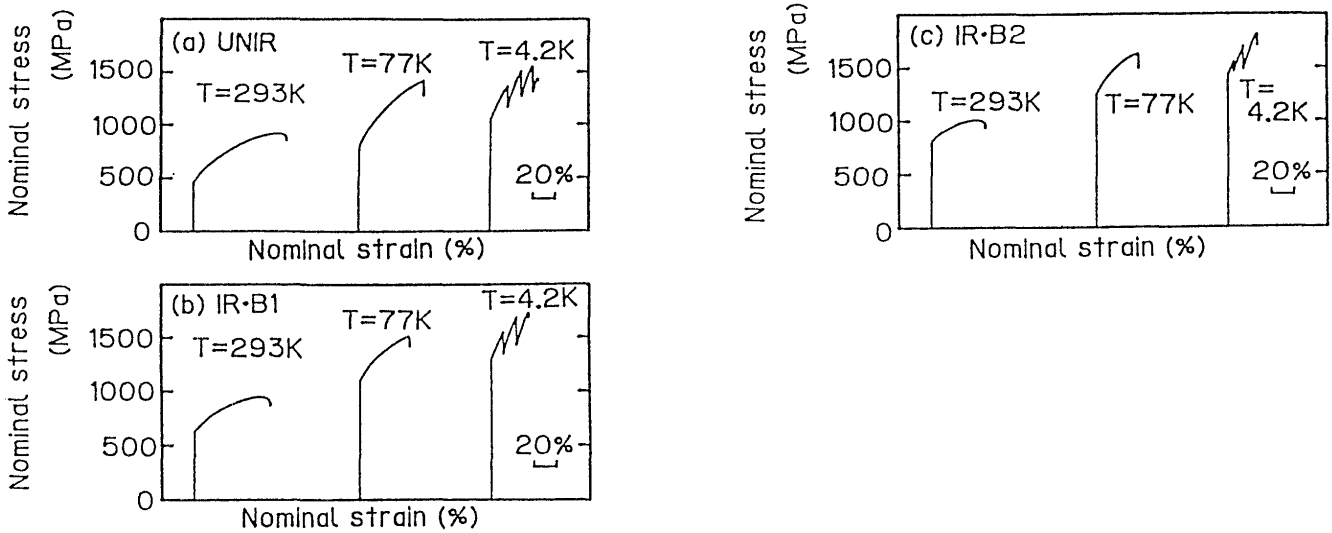 (a) UNIR
Nominal stress
(MPa)
1500
1000
500
0
T=293K
T=77K
T=4.2K
20%
Nominal strain (%)
(b) IR·B1
Nominal stress
(MPa)
1500
1000
500
0
T=293K
T=77K
T=4.2K
20%
Nominal strain (%)
(c) IR·B2
Nominal stress
(MPa)
1500
1000
500
0
T=293K
T=77K
T=
4.2K
20%